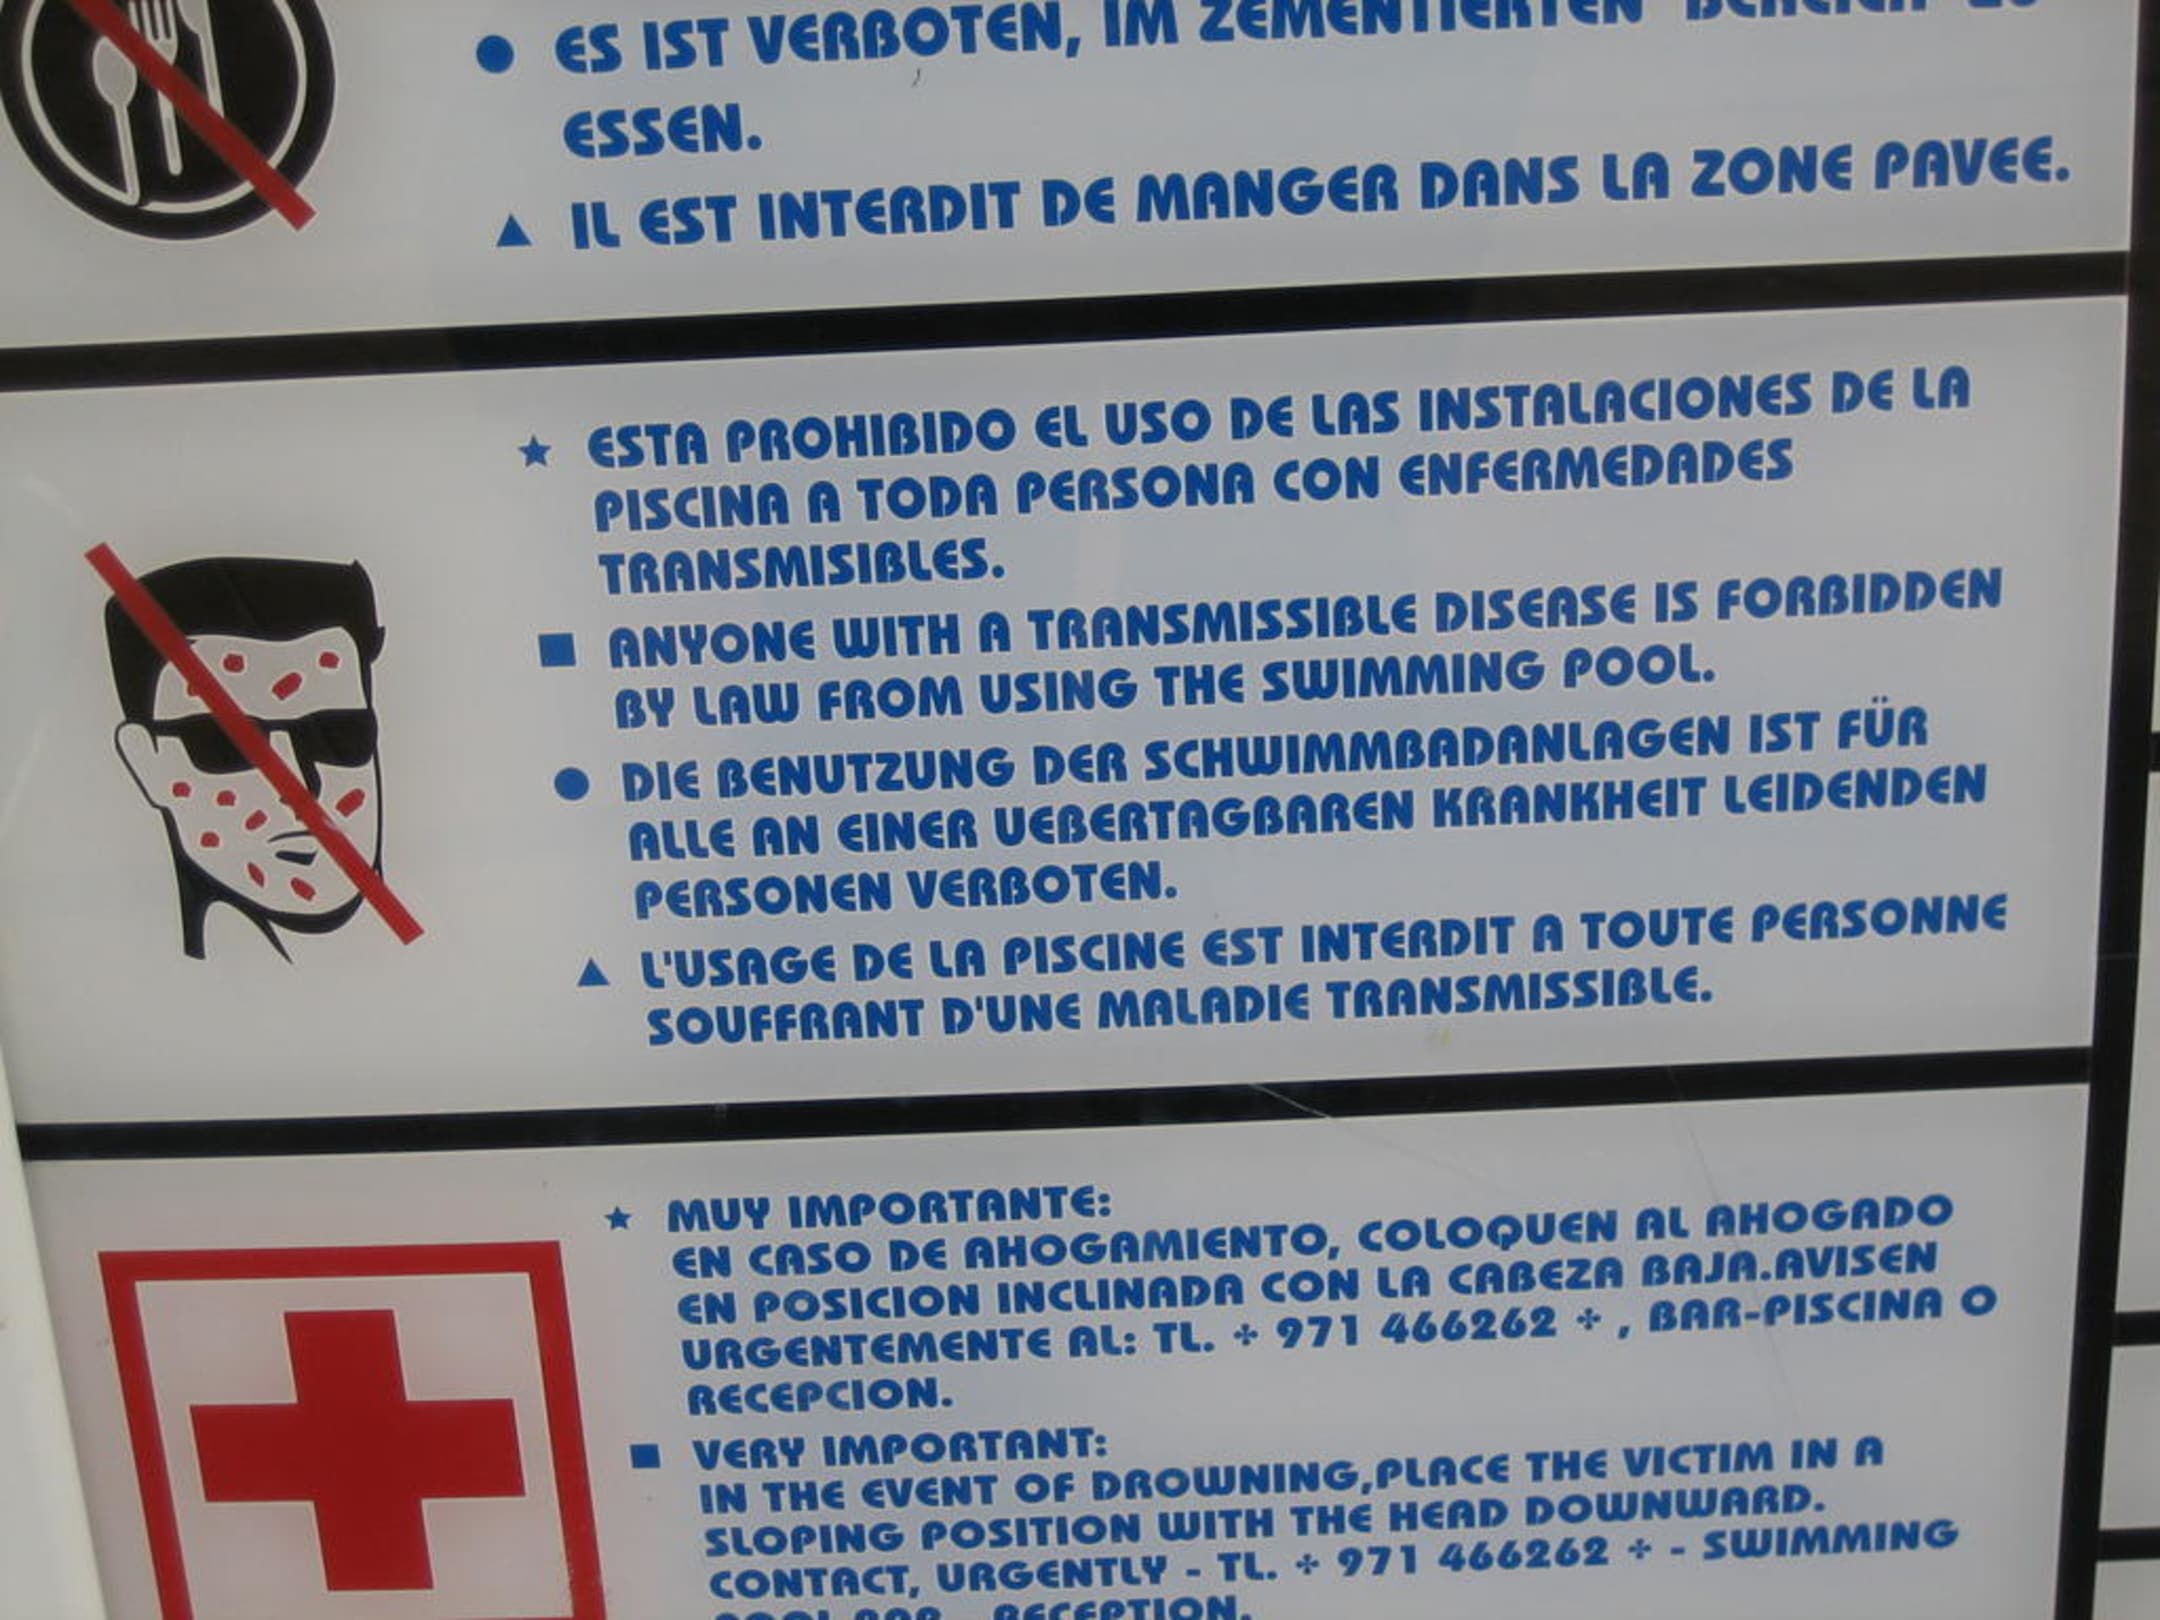 ● ES IST VERBOTEN, IM ZEMENTIERTEN BEREICH ZU
ESSEN.
▲ IL EST INTERDIT DE MANGER DANS LA ZONE PAVEE.
★ ESTA PROHIBIDO EL USO DE LAS INSTALACIONES DE LA
PISCINA A TODA PERSONA CON ENFERMEDADES
TRANSMISIBLES.
■ ANYONE WITH A TRANSMISSIBLE DISEASE IS FORBIDDEN
BY LAW FROM USING THE SWIMMING POOL.
● DIE BENUTZUNG DER SCHWIMMBADANLAGEN IST FÜR
ALLE AN EINER UEBERTAGBAREN KRANKHEIT LEIDENDEN
PERSONEN VERBOTEN.
▲ L'USAGE DE LA PISCINE EST INTERDIT A TOUTE PERSONNE
SOUFFRANT D'UNE MALADIE TRANSMISSIBLE.
★ MUY IMPORTANTE:
EN CASO DE AHOGAMIENTO, COLOQUEN AL AHOGADO
EN POSICION INCLINADA CON LA CABEZA BAJA.AVISEN
URGENTEMENTE AL: TL. ÷ 971 466262 ÷ , BAR-PISCINA O
RECEPCION.
■ VERY IMPORTANT:
IN THE EVENT OF DROWNING,PLACE THE VICTIM IN A
SLOPING POSITION WITH THE HEAD DOWNWARD.
CONTACT, URGENTLY - TL. ÷ 971 466262 ÷ - SWIMMING
POOL BAR - RECEPTION.